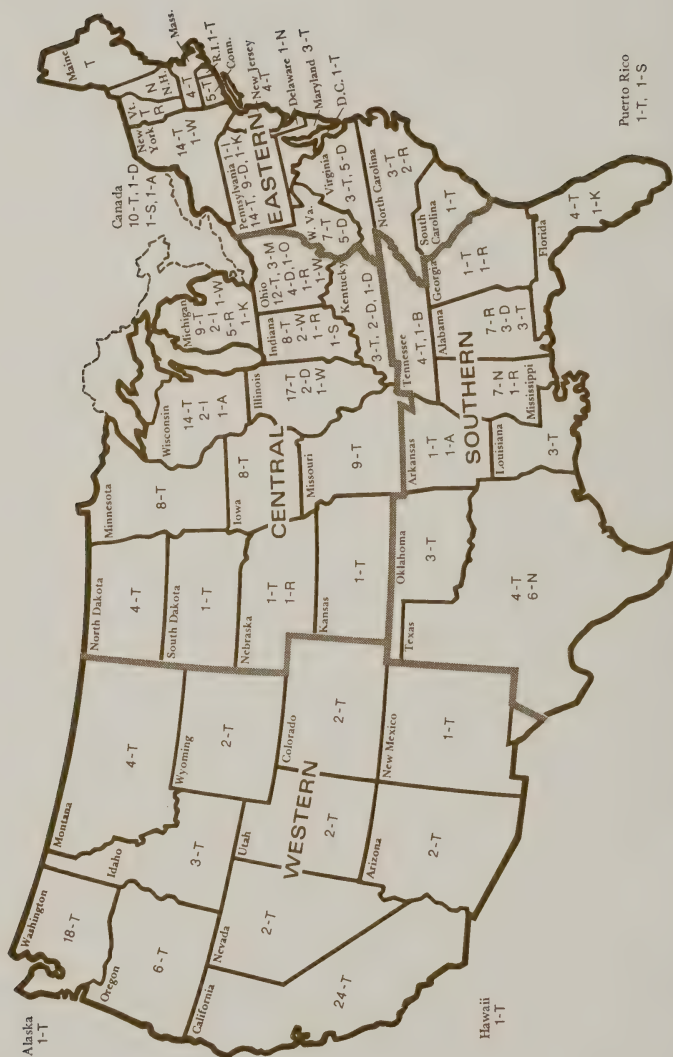 Alaska
1-T
Washington
18-T
Oregon
6-T
California
24-T
Nevada
2-T
Idaho
3-T
Montana
4-T
Wyoming
2-T
Utah
2-T
Colorado
2-T
Arizona
2-T
New Mexico
1-T
WESTERN
Hawaii
1-T
North Dakota
4-T
South Dakota
1-T
Nebraska
1-T
1-R
Kansas
1-T
Minnesota
8-T
Iowa
8-T
Missouri
9-T
Wisconsin
14-T
2-I
1-A
Illinois
17-T
2-D
1-W
Michigan
9-T
2-I
5-R
1-W
1-K
Indiana
8-T
2-W
1-R
1-S
Ohio
12-T, 3-M
4-D, 1-O
1-R
1-W
Kentucky
3-T, 2-D, 1-D
CENTRAL
Oklahoma
3-T
Texas
4-T
6-N
Arkansas
1-T
1-A
Louisiana
3-T
Tennessee
4-T, 1-B
Mississippi
7-N
1-R
Alabama
7-R
3-D
3-T
Georgia
1-T
1-R
Florida
4-T
1-K
SOUTHERN
Canada
10-T, 1-D
1-S, 1-A
Maine
T
Vt.
T
R
N
N.H.
N
New
York
14-T
1-W
Mass.
4-T
R.I. 1-T
Conn.
5-T
New Jersey
4-T
Pennsylvania 1-I
14-T, 9-D, 1-K
Delaware 1-N
Maryland 3-T
D.C. 1-T
W. Va.
7-T
5-D
Virginia
3-T, 5-D
North Carolina
3-T
2-R
South
Carolina
1-T
EASTERN
Puerto Rico
1-T, 1-S